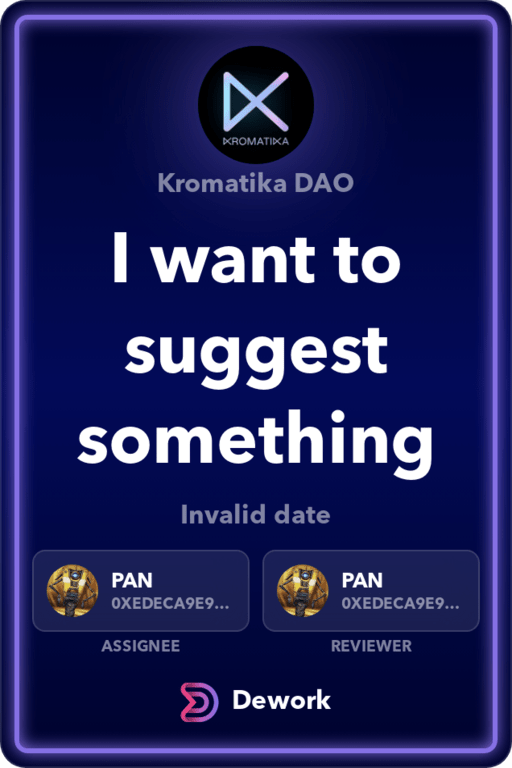 KROMATIKA
Kromatika DAO
I want to
suggest
something
Invalid date
PAN
0XEDECA9E9...
ASSIGNEE
PAN
0XEDECA9E9...
REVIEWER
Dework